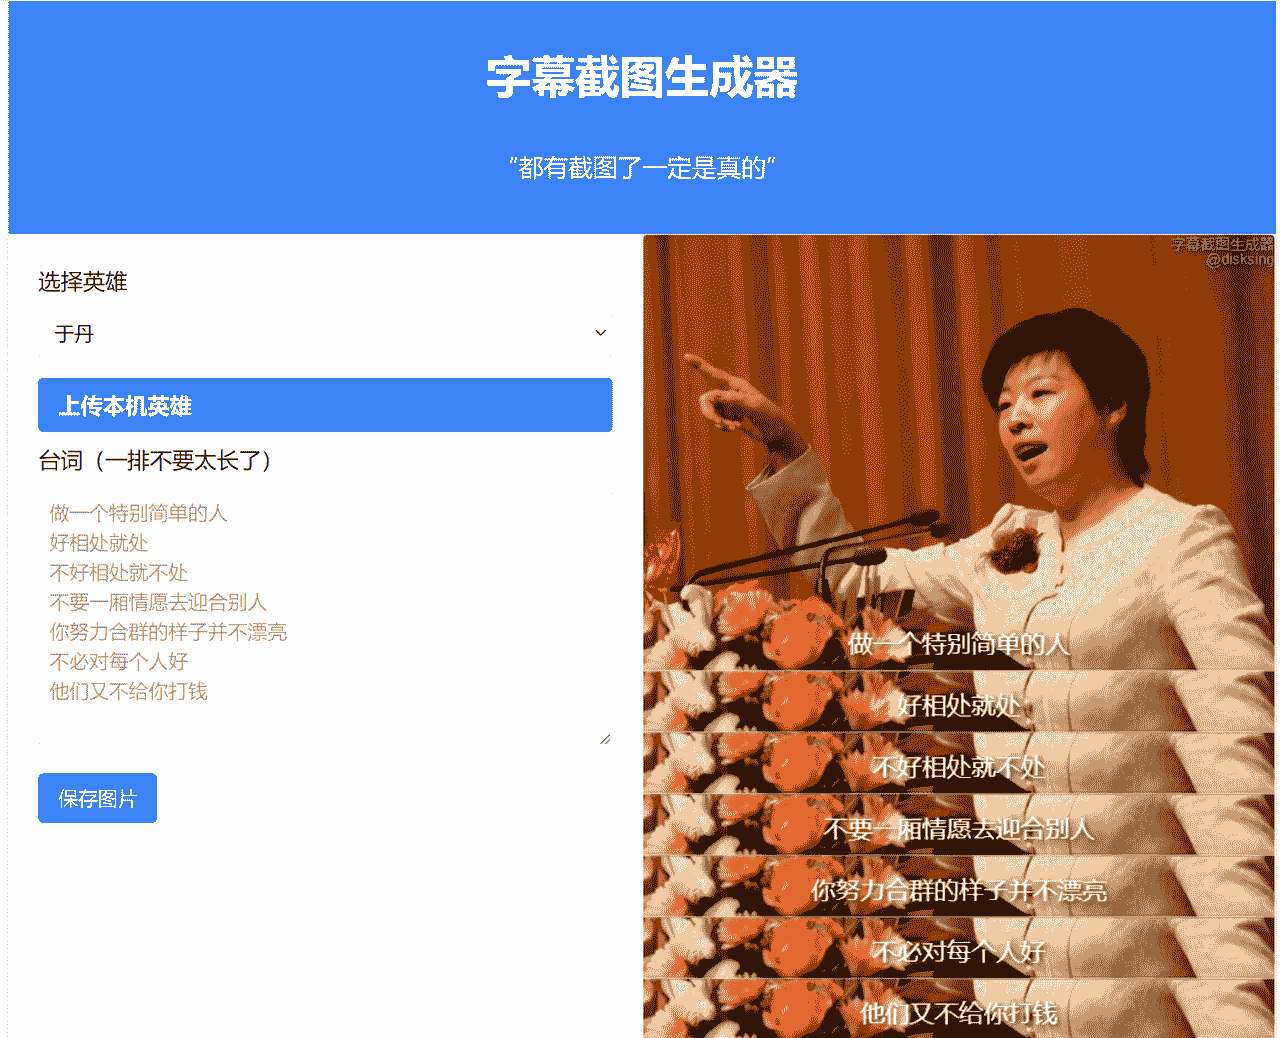 字幕截图生成器
“都有截图了一定是真的”
选择英雄
于丹
上传本机英雄
台词（一排不要太长了）
做一个特别简单的人
好相处就处
不好相处就不处
不要一厢情愿去迎合别人
你努力合群的样子并不漂亮
不必对每个人好
他们又不给你打钱
保存图片
字幕截图生成器
@disksing
做一个特别简单的人
好相处就处
不好相处就不处
不要一厢情愿去迎合别人
你努力合群的样子并不漂亮
不必对每个人好
他们又不给你打钱